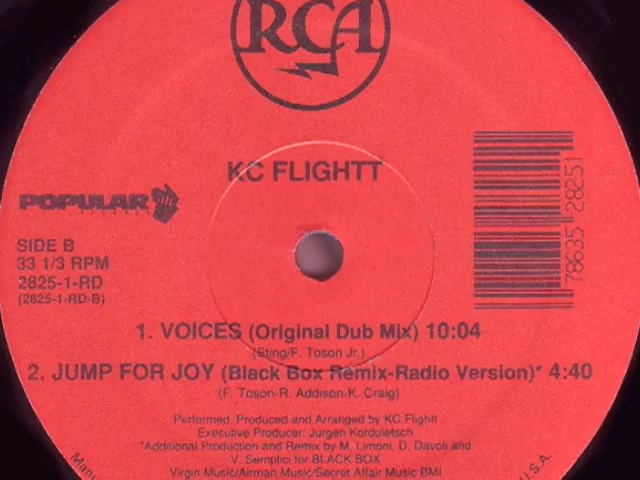 RCA
KC FLIGHTT
POPULAR
SIDE B
33 1/3 RPM
2825-1-RD
(2825-1-RD-B)
78635 28251
1. VOICES (Original Dub Mix) 10:04
(Sting/F. Toson Jr.)
2. JUMP FOR JOY (Black Box Remix-Radio Version)* 4:40
(F. Toson-R. Addison-K. Craig)
Performed, Produced and Arranged by KC Flightt
Executive Producer: Jurgen Korduletsch
*Additional Production and Remix by M. Limoni, D. Davoli and
V. Semplici for BLACK BOX
Virgin Music/Airman Music/Secret Affair Music BMI
Manu
U.S.A.